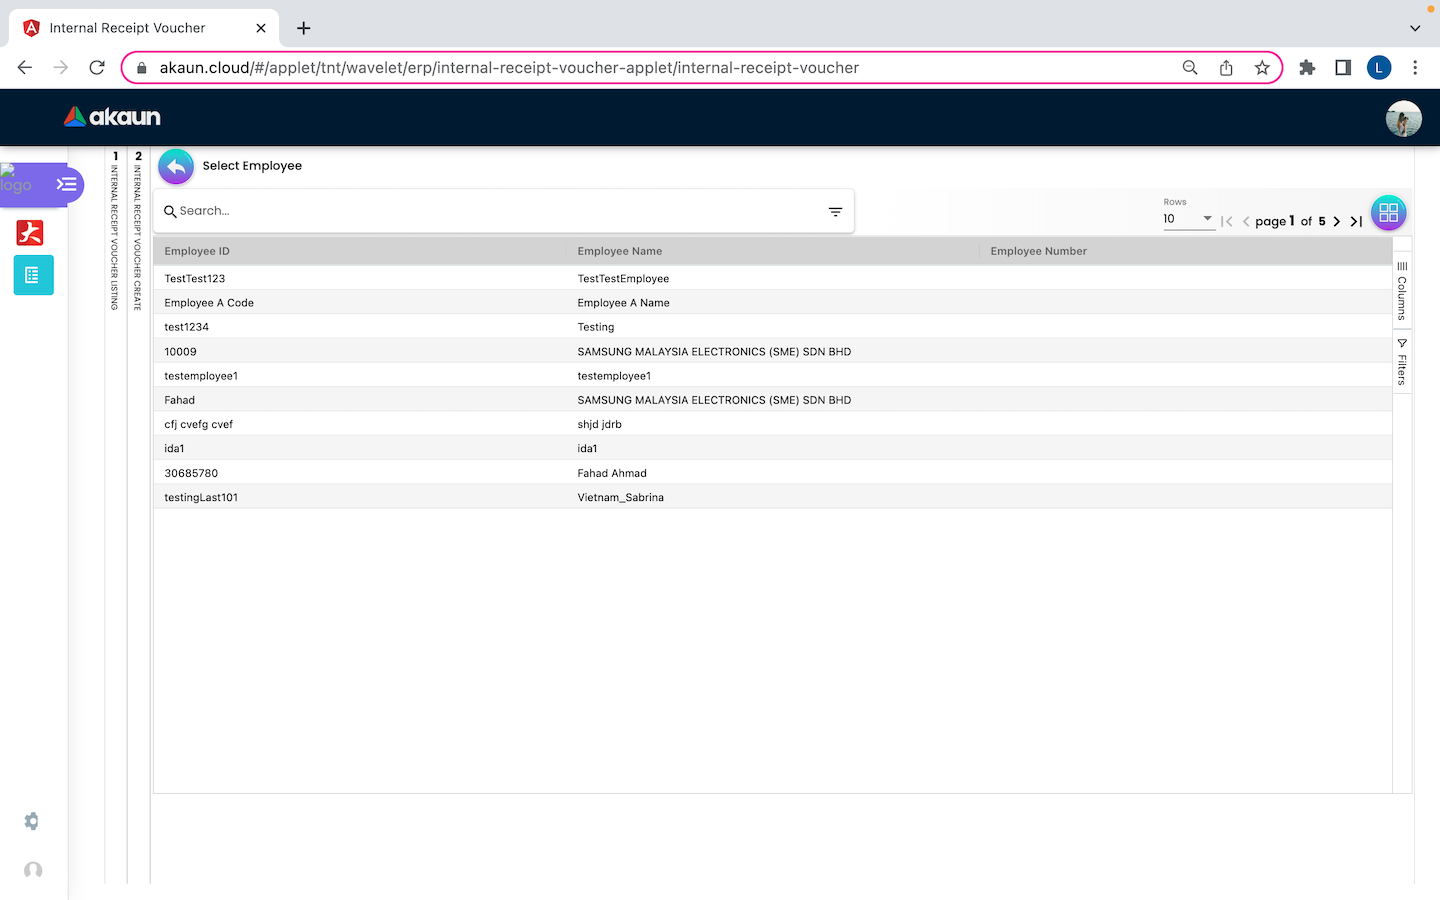 Internal Receipt Voucher
akaun.cloud/#/applet/tnt/wavelet/erp/internal-receipt-voucher-applet/internal-receipt-voucher
L
akaun
logo
1 INTERNAL RECEIPT VOUCHER LISTING
2 INTERNAL RECEIPT VOUCHER CREATE
Select Employee
Search...
Rows
10
page 1 of 5
Employee ID Employee Name Employee Number
TestTest123 TestTestEmployee
Employee A Code Employee A Name
test1234 Testing
10009 SAMSUNG MALAYSIA ELECTRONICS (SME) SDN BHD
testemployee1 testemployee1
Fahad SAMSUNG MALAYSIA ELECTRONICS (SME) SDN BHD
cfj cvefg cvef shjd jdrb
ida1 ida1
30685780 Fahad Ahmad
testingLast101 Vietnam_Sabrina
Columns
Filters